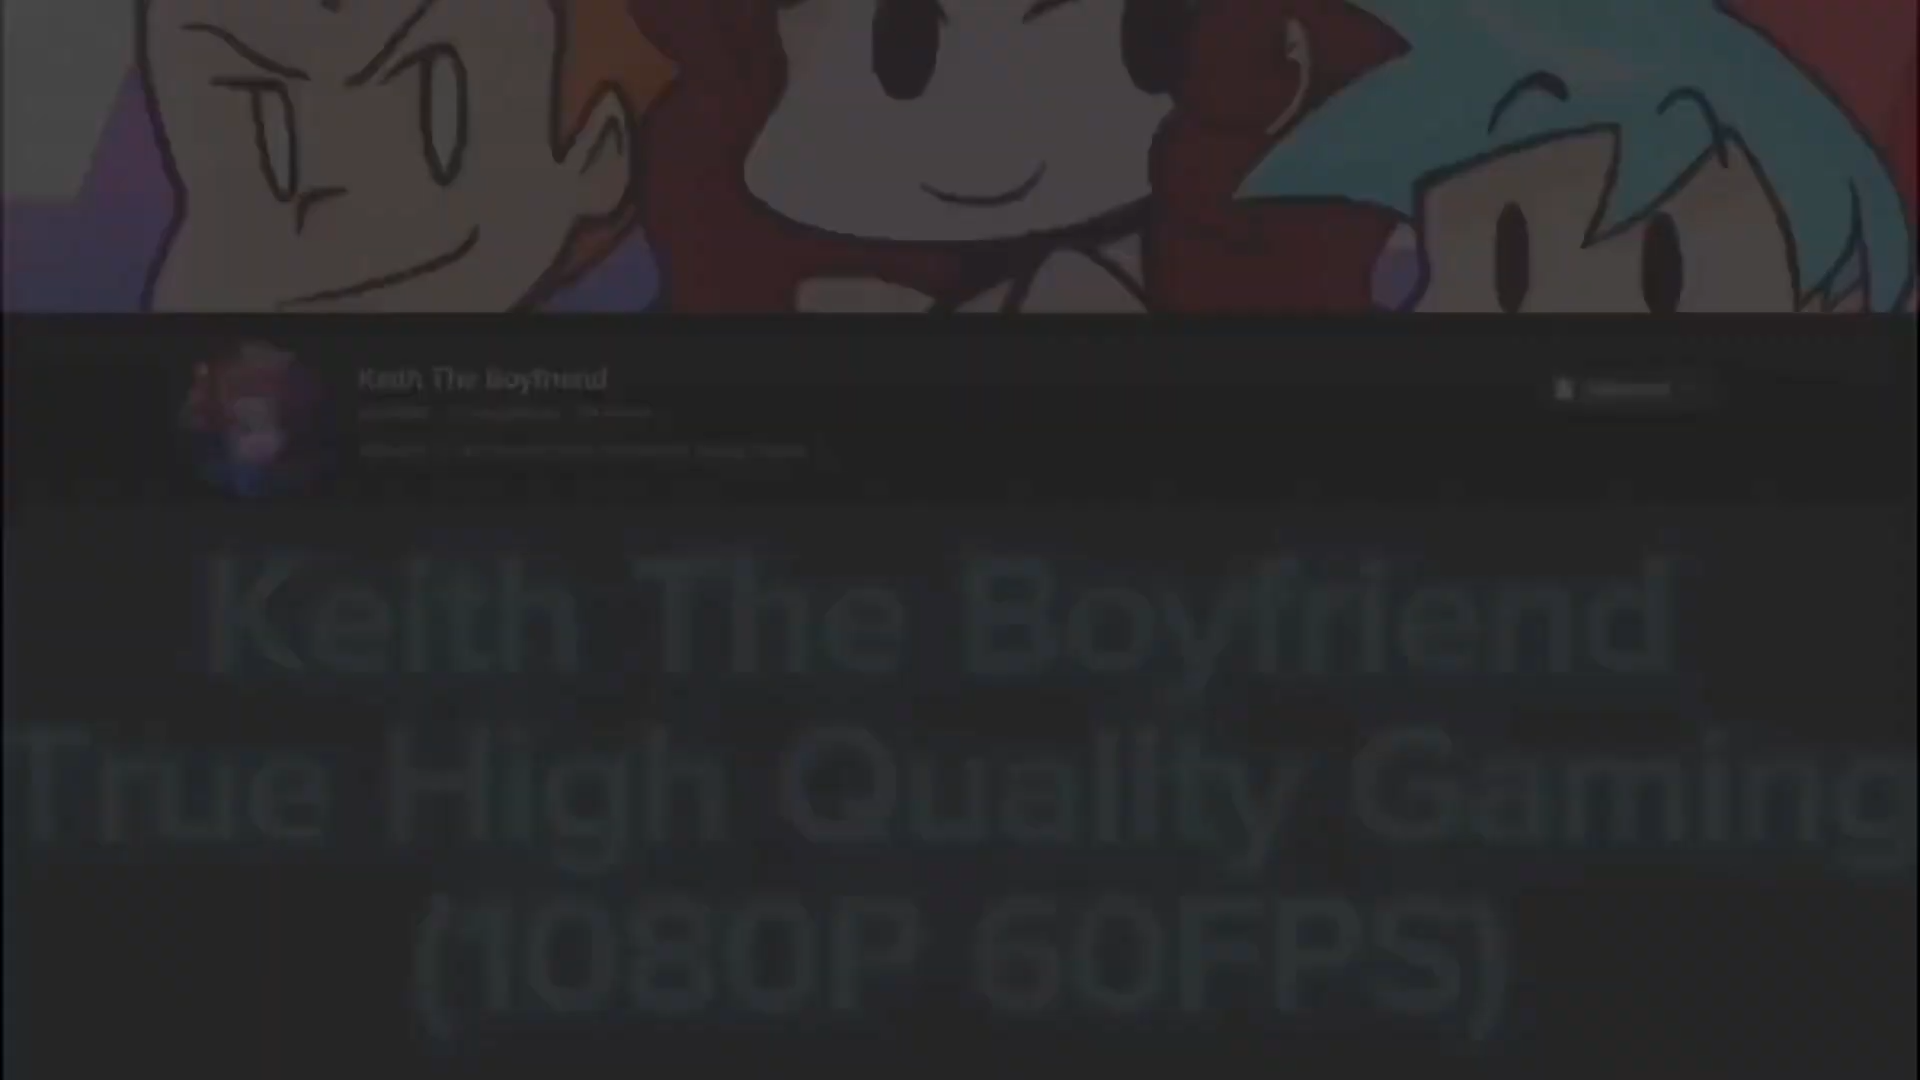 Keith The Boyfriend
Keith The Boyfriend
True High Quality Gaming
(1080P 60FPS)